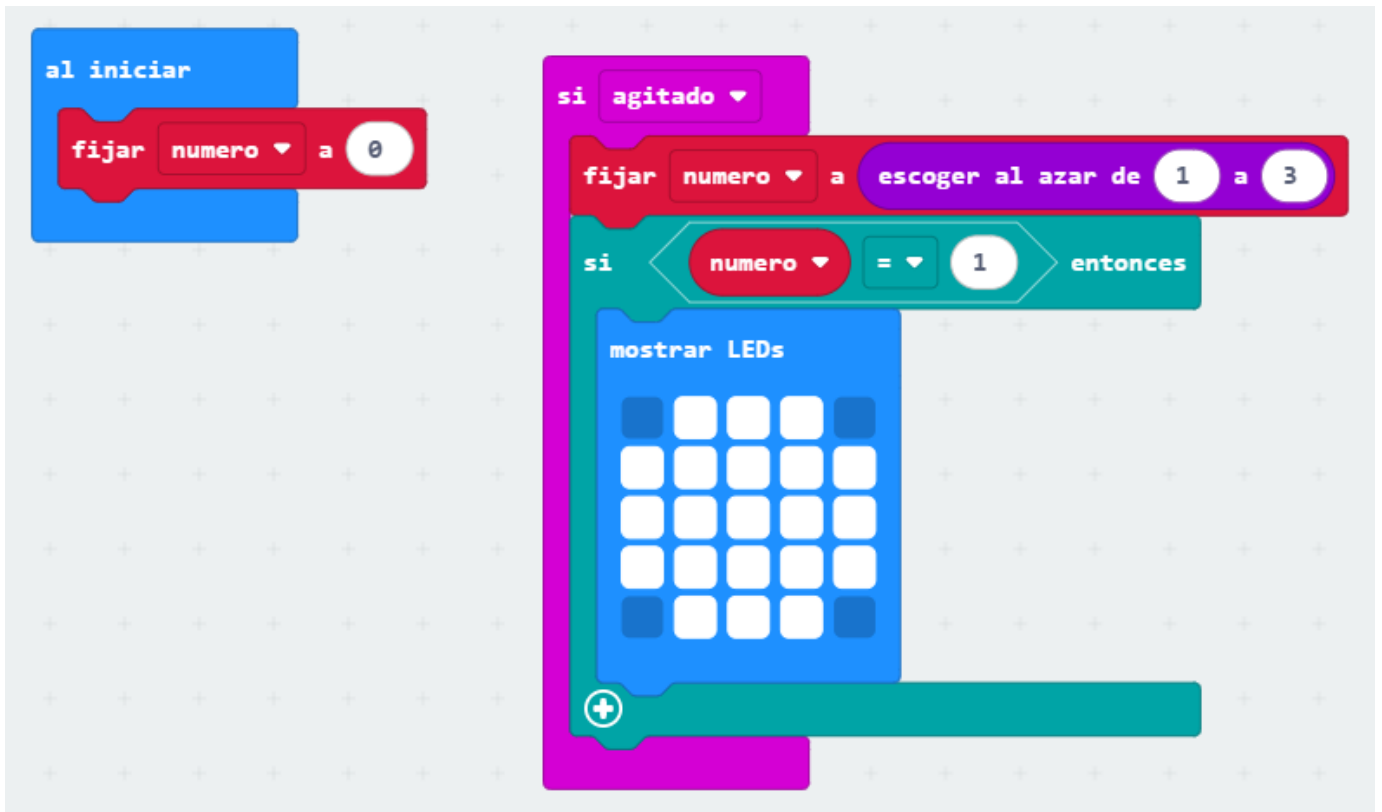 al iniciar
fijar numero a 0
si agitado
fijar numero a escoger al azar de 1 a 3
si numero = 1 entonces
mostrar LEDs